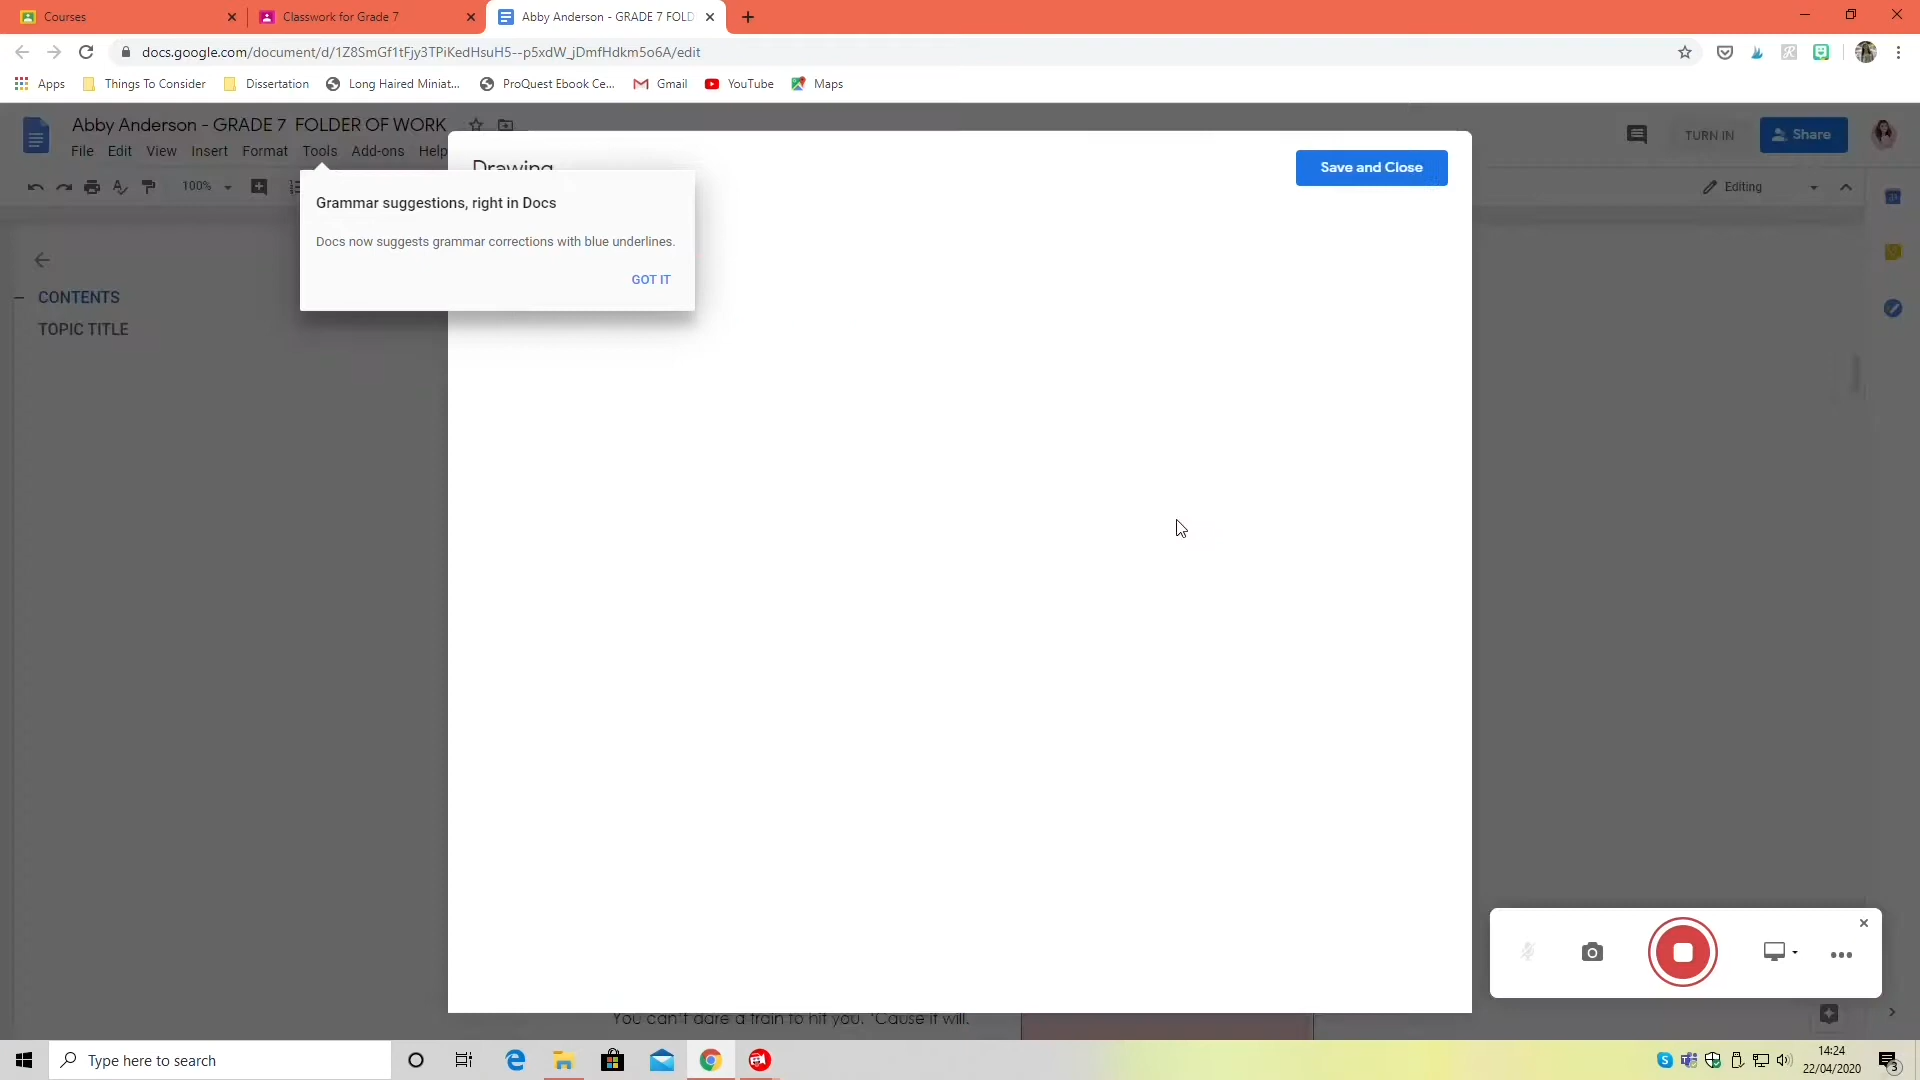 Courses
Classwork for Grade 7
Abby Anderson - GRADE 7 FOLD
docs.google.com/document/d/1Z8SmGf1tFjy3TPiKedHsuH5--p5xdW_jDmfHdkm5o6A/edit
Apps
Things To Consider
Dissertation
Long Haired Miniat...
ProQuest Ebook Ce...
Gmail
YouTube
Maps
Abby Anderson - GRADE 7 FOLDER OF WORK
File Edit View Insert Format Tools Add-ons Help
TURN IN
Share
Drawing
Save and Close
100%
Editing
Grammar suggestions, right in Docs
Docs now suggests grammar corrections with blue underlines.
GOT IT
CONTENTS
TOPIC TITLE
You can't dare a train to hit you. 'Cause it will.
Type here to search
14:24
22/04/2020
3